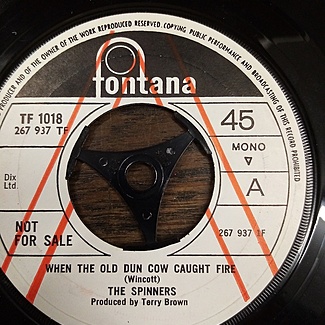 PRODUCER AND OF THE OWNER OF THE WORK REPRODUCED RESERVED. COPYING PUBLIC PERFORMANCE AND BROADCASTING OF THIS RECORD PROHIBITED
fontana
TF 1018
267 937 TF
45
MONO
Dix
Ltd.
A
NOT
FOR SALE
267 937 1F
WHEN THE OLD DUN COW CAUGHT FIRE
(Wincott)
THE SPINNERS
Produced by Terry Brown